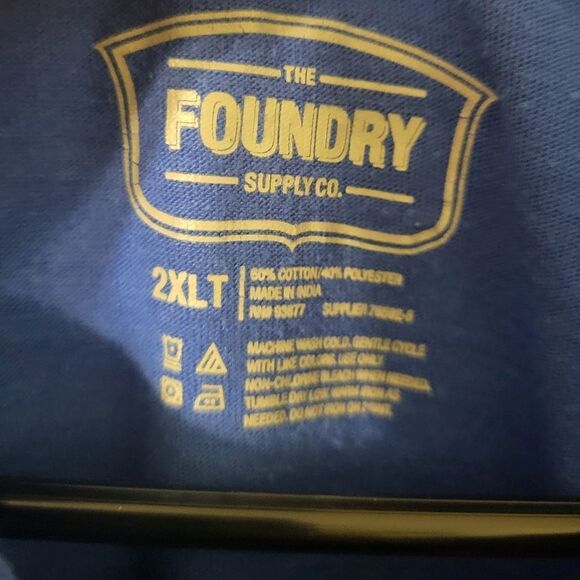 THE
FOUNDRY
SUPPLY CO.
2XLT
60% COTTON/40% POLYESTER
MADE IN INDIA
RN# 93677 SUPPLIER
MACHINE WASH COLD, GENTLE CYCLE
WITH LIKE COLORS, USE ONLY
NON-CHLORINE BLEACH WHEN NEEDED,
TUMBLE DRY LOW,
NEEDED. DO NOT IRON ON PRINT.